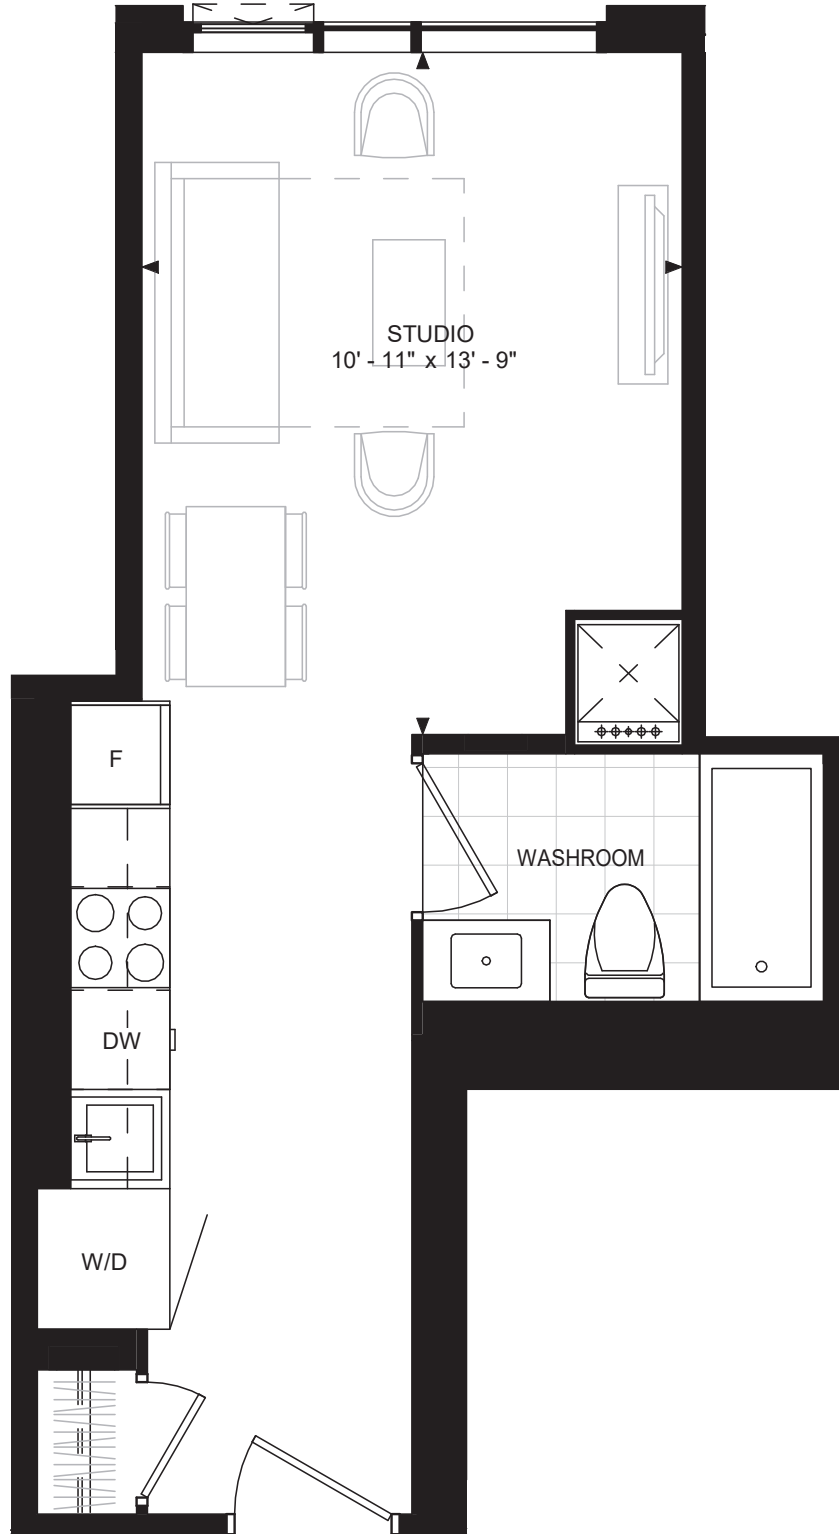 STUDIO
10' - 11" x 13' - 9"
F
WASHROOM
DW
W/D